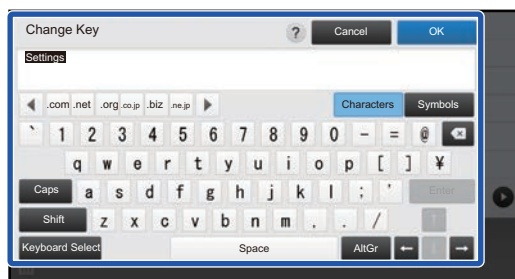 Change Key ? Cancel OK
Settings
.com .net .org .co.jp .biz .ne.jp Characters Symbols
` 1 2 3 4 5 6 7 8 9 0 - = @
q w e r t y u i o p [ ] ¥
Caps a s d f g h j k l ; ' Enter
Shift z x c v b n m , . /
Keyboard Select Space AltGr